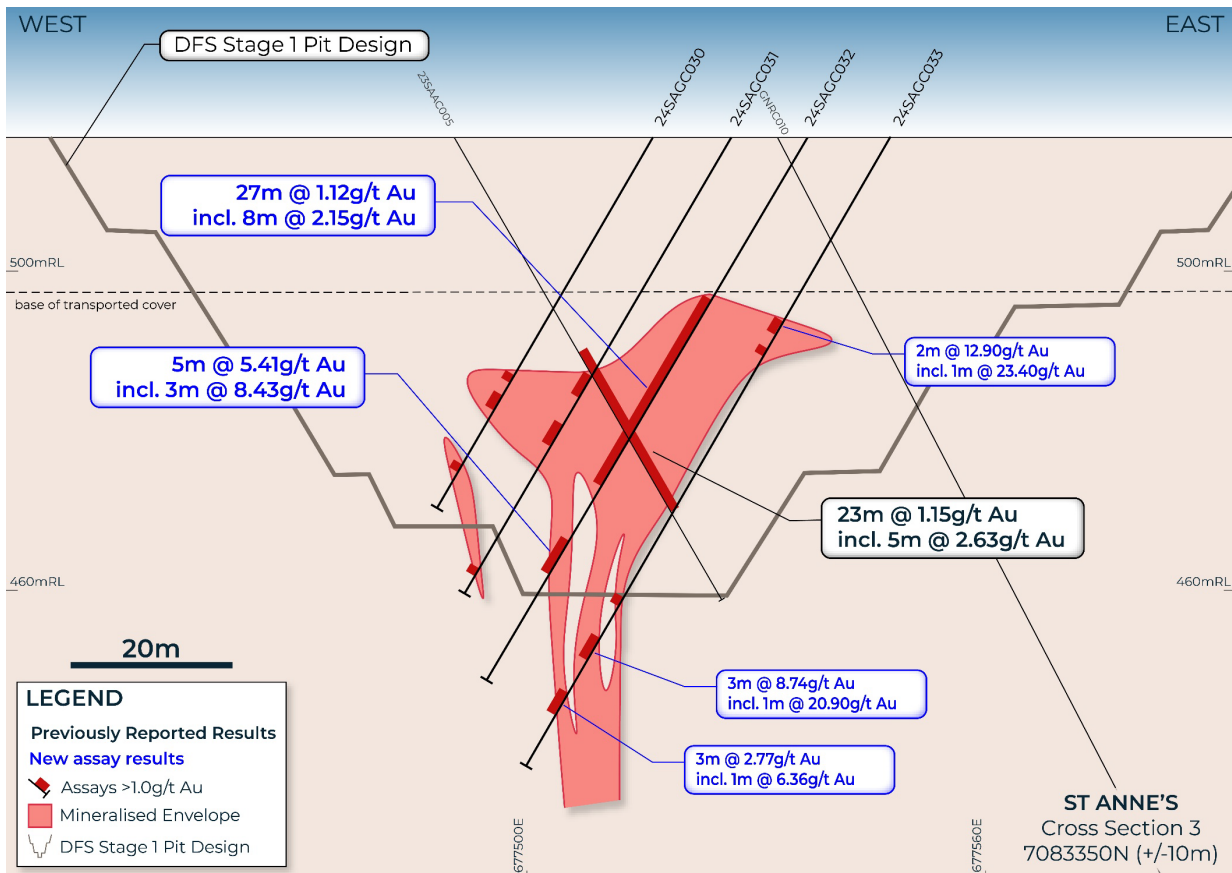 WEST
EAST
DFS Stage 1 Pit Design
23SAAC005
24SAGC030
24SAGC031
GNRC010
24SAGC032
24SAGC033
27m @ 1.12g/t Au
incl. 8m @ 2.15g/t Au
500mRL
500mRL
base of transported cover
5m @ 5.41g/t Au
incl. 3m @ 8.43g/t Au
2m @ 12.90g/t Au
incl. 1m @ 23.40g/t Au
23m @ 1.15g/t Au
incl. 5m @ 2.63g/t Au
460mRL
460mRL
20m
3m @ 8.74g/t Au
incl. 1m @ 20.90g/t Au
3m @ 2.77g/t Au
incl. 1m @ 6.36g/t Au
LEGEND
Previously Reported Results
New assay results
Assays >1.0g/t Au
Mineralised Envelope
DFS Stage 1 Pit Design
677500E
677560E
ST ANNE'S
Cross Section 3
7083350N (+/-10m)